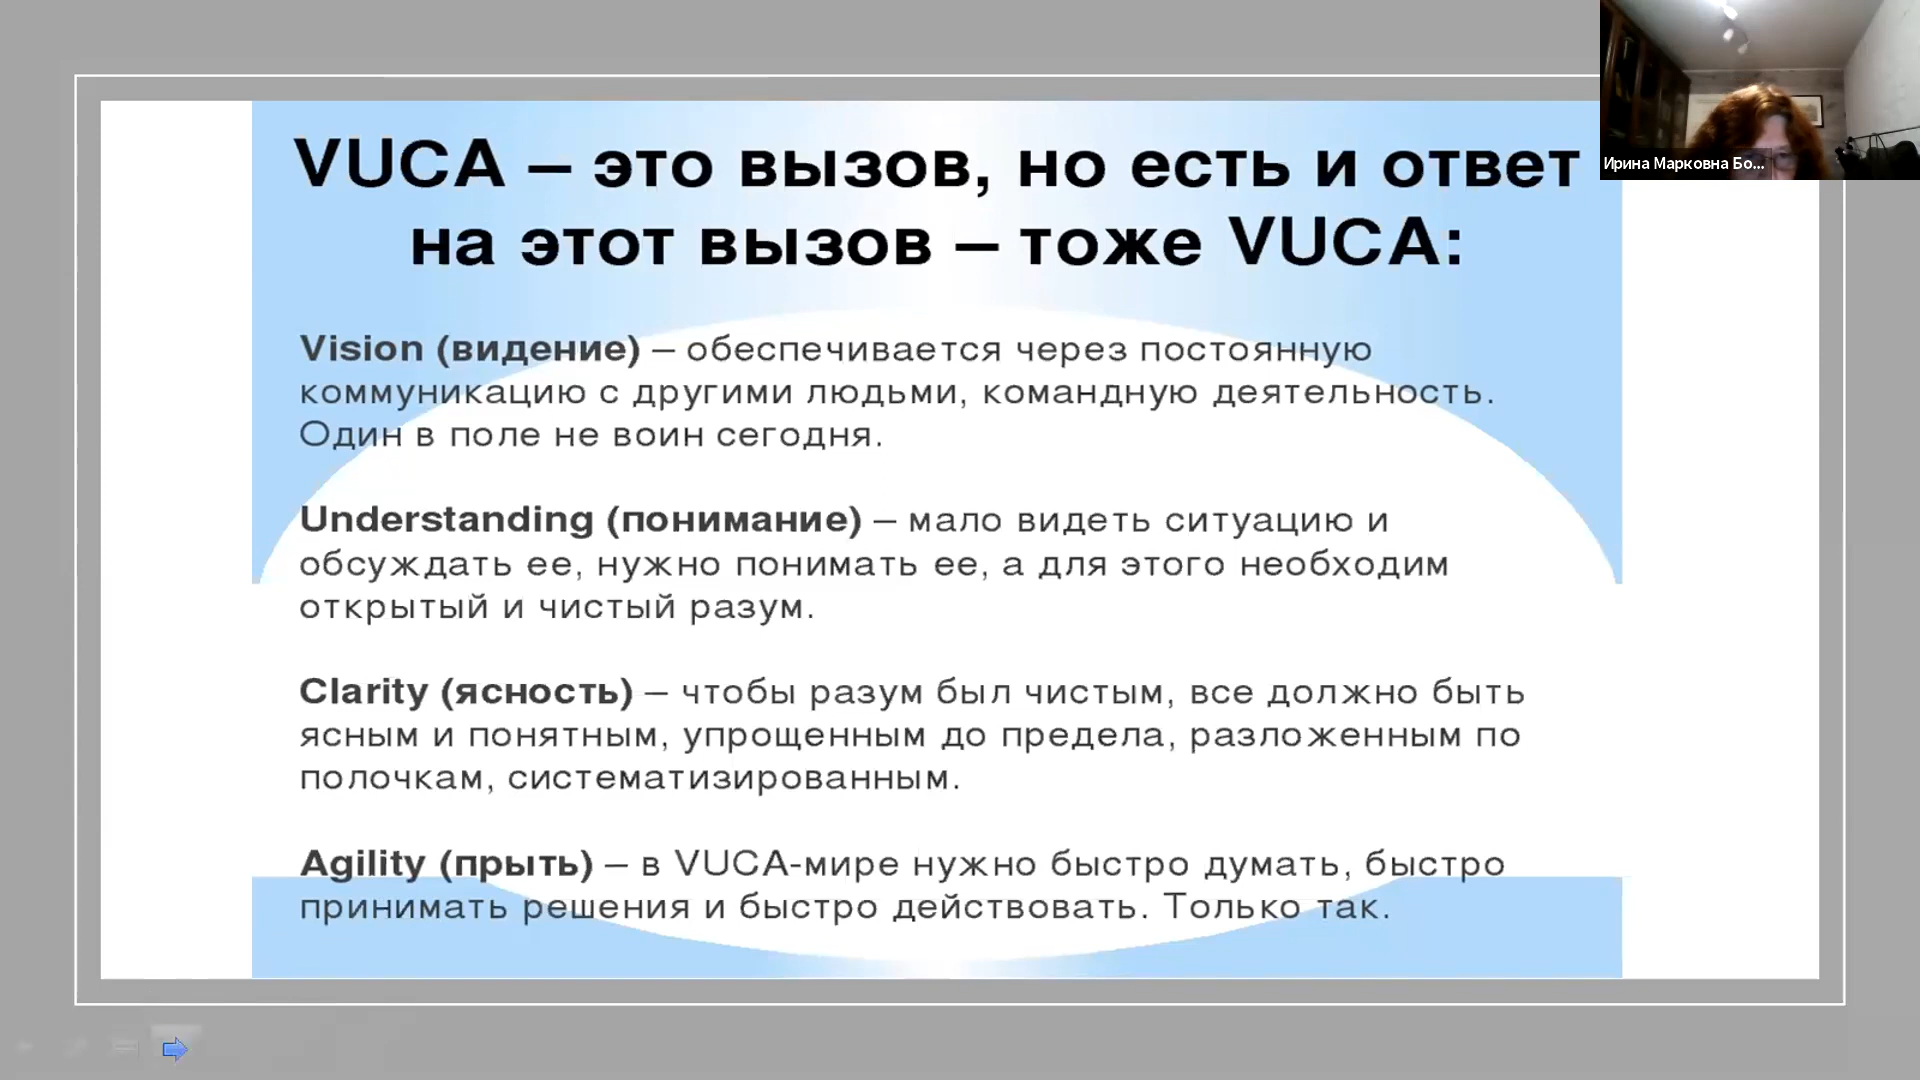 VUCA – это вызов, но есть и ответ
на этот вызов – тоже VUCA:
Vision (видение) – обеспечивается через постоянную
коммуникацию с другими людьми, командную деятельность.
Один в поле не воин сегодня.
Understanding (понимание) – мало видеть ситуацию и
обсуждать ее, нужно понимать ее, а для этого необходим
открытый и чистый разум.
Clarity (ясность) – чтобы разум был чистым, все должно быть
ясным и понятным, упрощенным до предела, разложенным по
полочкам, систематизированным.
Agility (прыть) – в VUCA-мире нужно быстро думать, быстро
принимать решения и быстро действовать. Только так.
Ирина Марковна Бо...